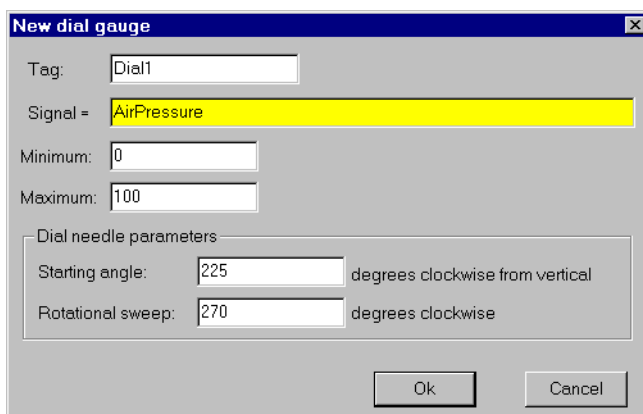 New dial gauge
Tag: Dial1
Signal = AirPressure
Minimum: 0
Maximum: 100
Dial needle parameters
Starting angle: 225 degrees clockwise from vertical
Rotational sweep: 270 degrees clockwise
Ok Cancel